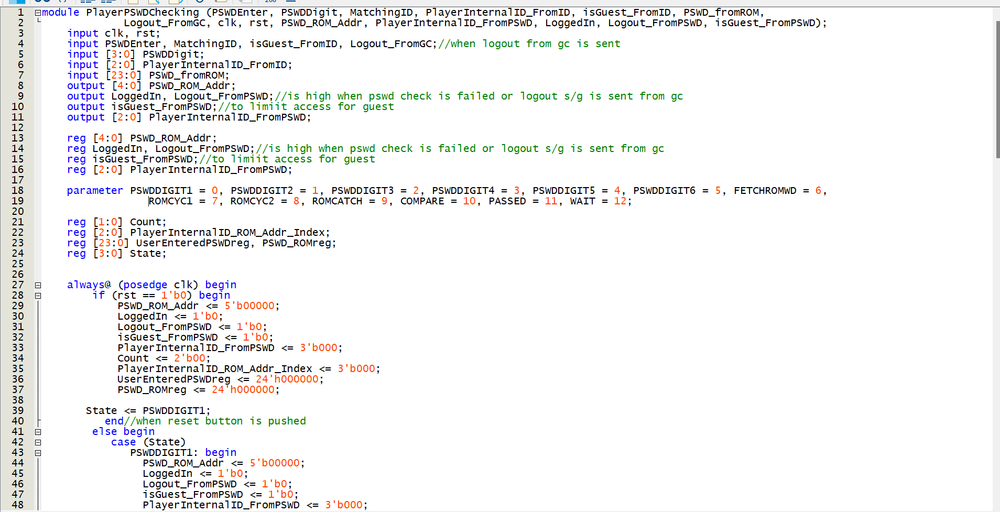 268
1 module PlayerPSWDChecking (PSWDEnter, PSWDDigit, MatchingID, PlayerInternalID_FromID, isGuest_FromID, PSWD_fromROM,
2 Logout_FromGC, clk, rst, PSWD_ROM_Addr, PlayerInternalID_FromPSWD, LoggedIn, Logout_FromPSWD, isGuest_FromPSWD);
3 input clk, rst;
4 input PSWDEnter, MatchingID, isGuest_FromID, Logout_FromGC;//when logout from gc is sent
5 input [3:0] PSWDDigit;
6 input [2:0] PlayerInternalID_FromID;
7 input [23:0] PSWD_fromROM;
8 output [4:0] PSWD_ROM_Addr;
9 output LoggedIn, Logout_FromPSWD;//is high when pswd check is failed or logout s/g is sent from gc
10 output isGuest_FromPSWD;//to limiit access for guest
11 output [2:0] PlayerInternalID_FromPSWD;
12
13 reg [4:0] PSWD_ROM_Addr;
14 reg LoggedIn, Logout_FromPSWD;//is high when pswd check is failed or logout s/g is sent from gc
15 reg isGuest_FromPSWD;//to limiit access for guest
16 reg [2:0] PlayerInternalID_FromPSWD;
17
18 parameter PSWDDIGIT1 = 0, PSWDDIGIT2 = 1, PSWDDIGIT3 = 2, PSWDDIGIT4 = 3, PSWDDIGIT5 = 4, PSWDDIGIT6 = 5, FETCHROMWD = 6,
19 ROMCYC1 = 7, ROMCYC2 = 8, ROMCATCH = 9, COMPARE = 10, PASSED = 11, WAIT = 12;
20
21 reg [1:0] Count;
22 reg [2:0] PlayerInternalID_ROM_Addr_Index;
23 reg [23:0] UserEnteredPSWDreg, PSWD_ROMreg;
24 reg [3:0] State;
25
26
27 always@ (posedge clk) begin
28 if (rst == 1'b0) begin
29 PSWD_ROM_Addr <= 5'b00000;
30 LoggedIn <= 1'b0;
31 Logout_FromPSWD <= 1'b0;
32 isGuest_FromPSWD <= 1'b0;
33 PlayerInternalID_FromPSWD <= 3'b000;
34 Count <= 2'b00;
35 PlayerInternalID_ROM_Addr_Index <= 3'b000;
36 UserEnteredPSWDreg <= 24'h000000;
37 PSWD_ROMreg <= 24'h000000;
38
39 State <= PSWDDIGIT1;
40 end//when reset button is pushed
41 else begin
42 case (State)
43 PSWDDIGIT1: begin
44 PSWD_ROM_Addr <= 5'b00000;
45 LoggedIn <= 1'b0;
46 Logout_FromPSWD <= 1'b0;
47 isGuest_FromPSWD <= 1'b0;
48 PlayerInternalID_FromPSWD <= 3'b000;